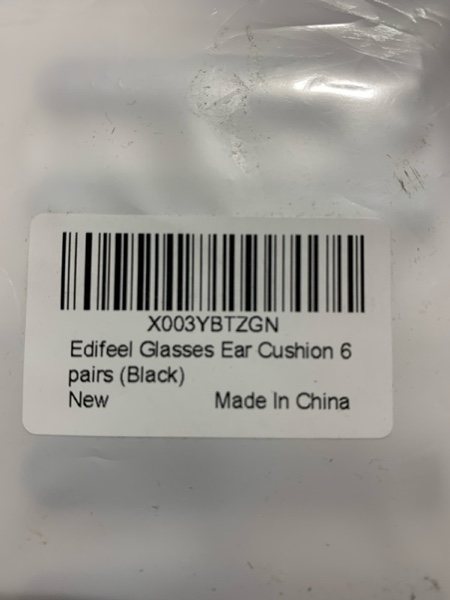 X003YBTZGN
Edifeel Glasses Ear Cushion 6
pairs (Black)
New Made In China